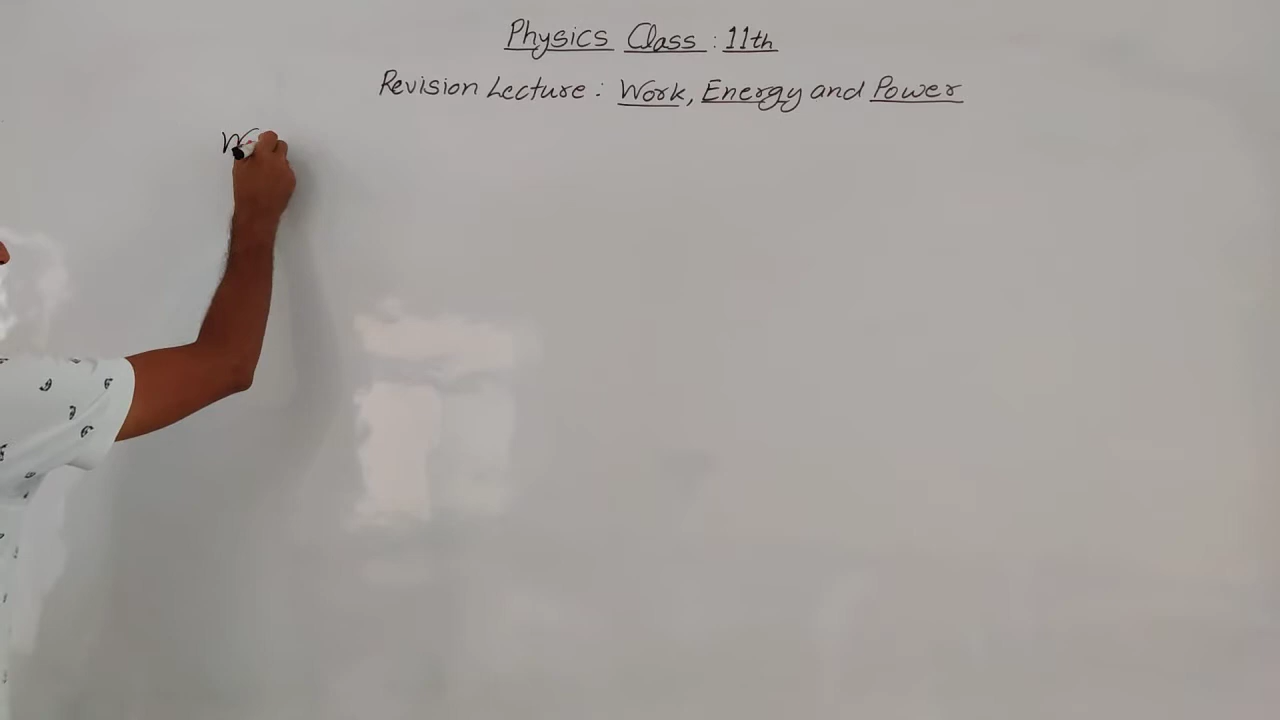 Physics Class : 11th
Revision Lecture : Work, Energy and Power
W